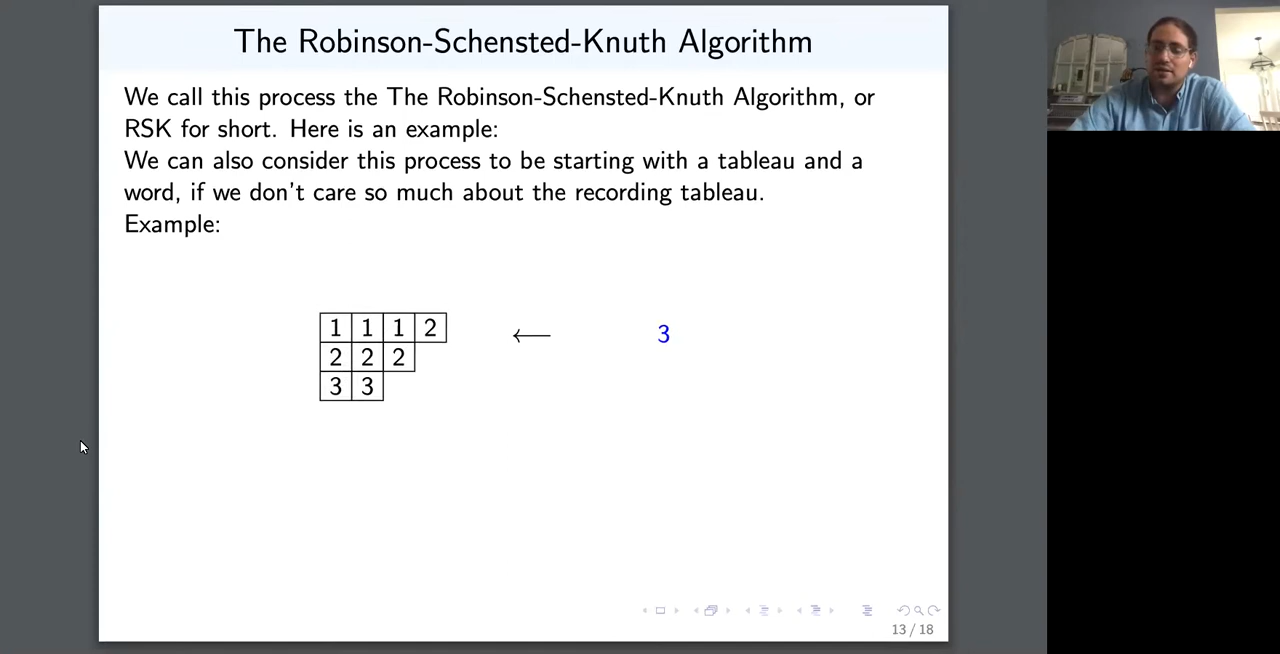 The Robinson-Schensted-Knuth Algorithm
We call this process the The Robinson-Schensted-Knuth Algorithm, or
RSK for short. Here is an example:
We can also consider this process to be starting with a tableau and a
word, if we don't care so much about the recording tableau.
Example:
1 1 1 2 ← 3
2 2 2
3 3
13 / 18